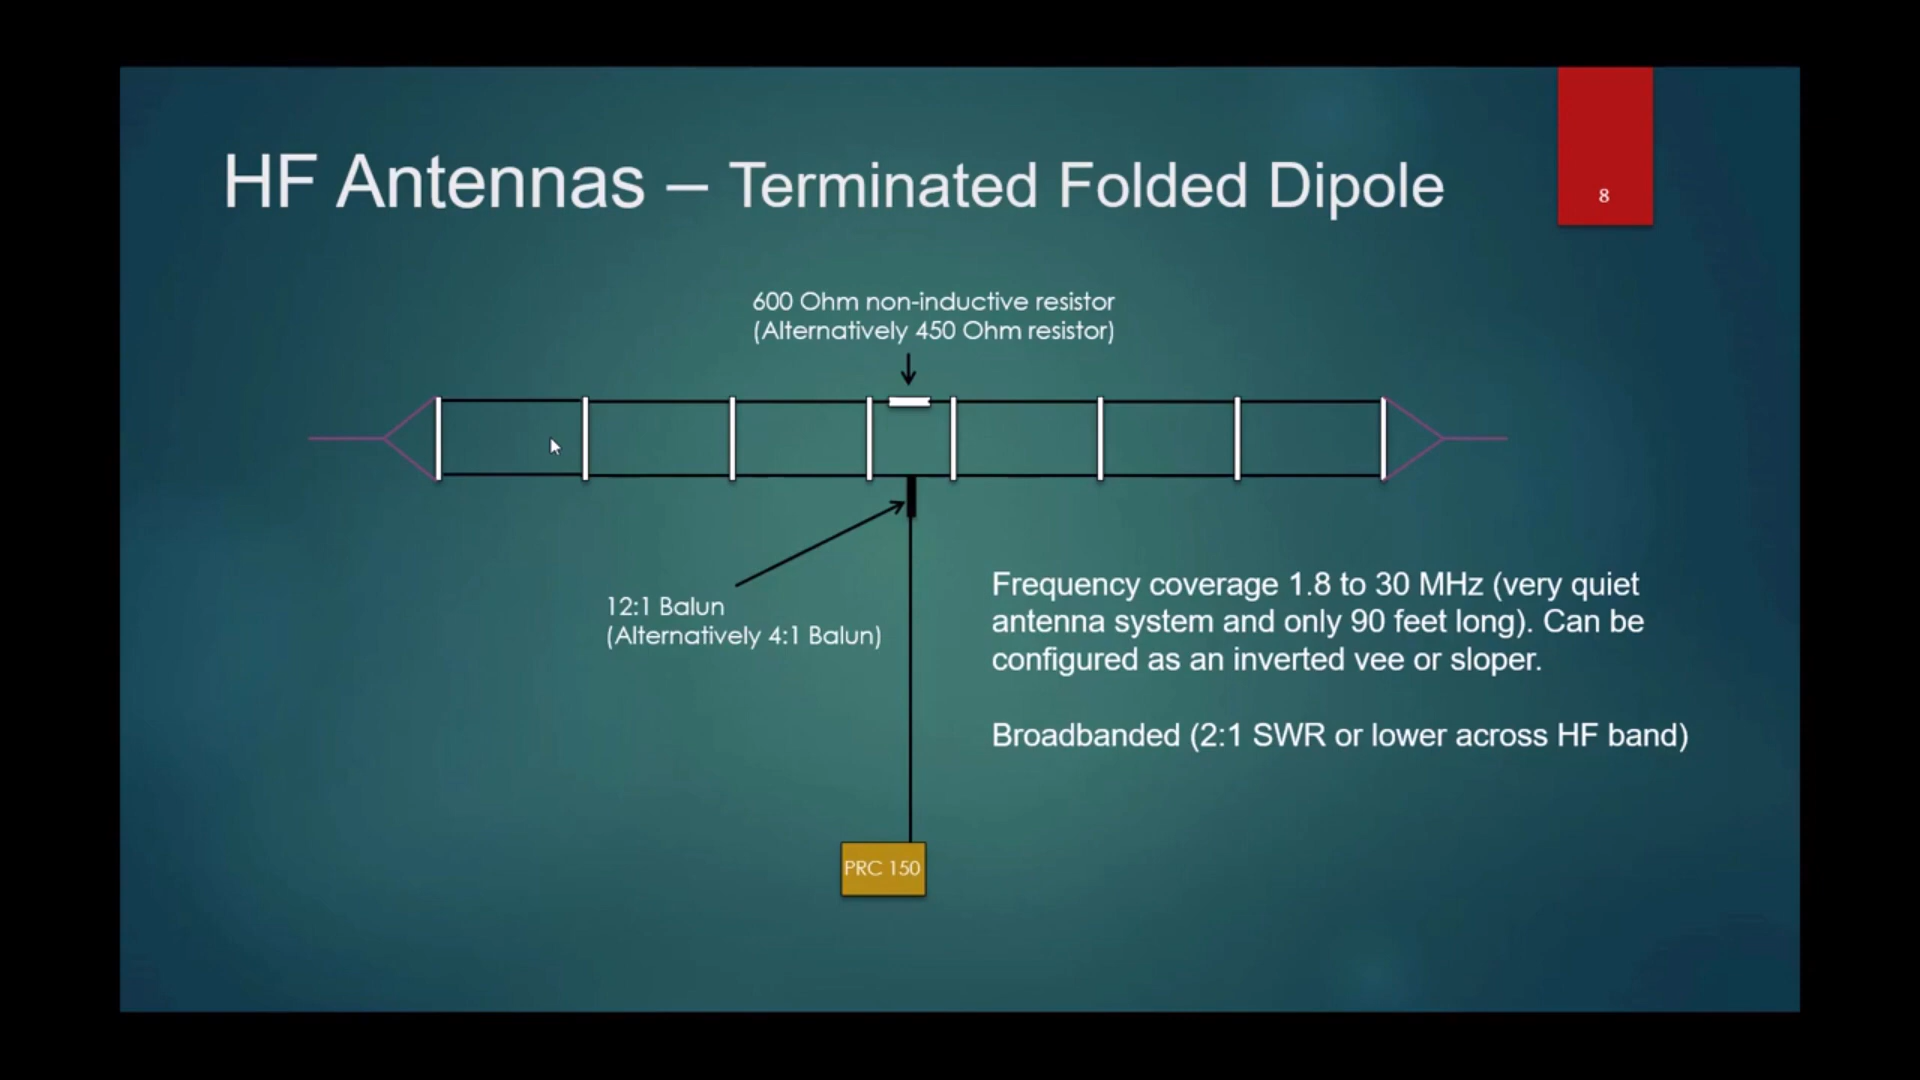 HF Antennas – Terminated Folded Dipole
8
600 Ohm non-inductive resistor
(Alternatively 450 Ohm resistor)
12:1 Balun
(Alternatively 4:1 Balun)
Frequency coverage 1.8 to 30 MHz (very quiet
antenna system and only 90 feet long). Can be
configured as an inverted vee or sloper.
Broadbanded (2:1 SWR or lower across HF band)
PRC 150